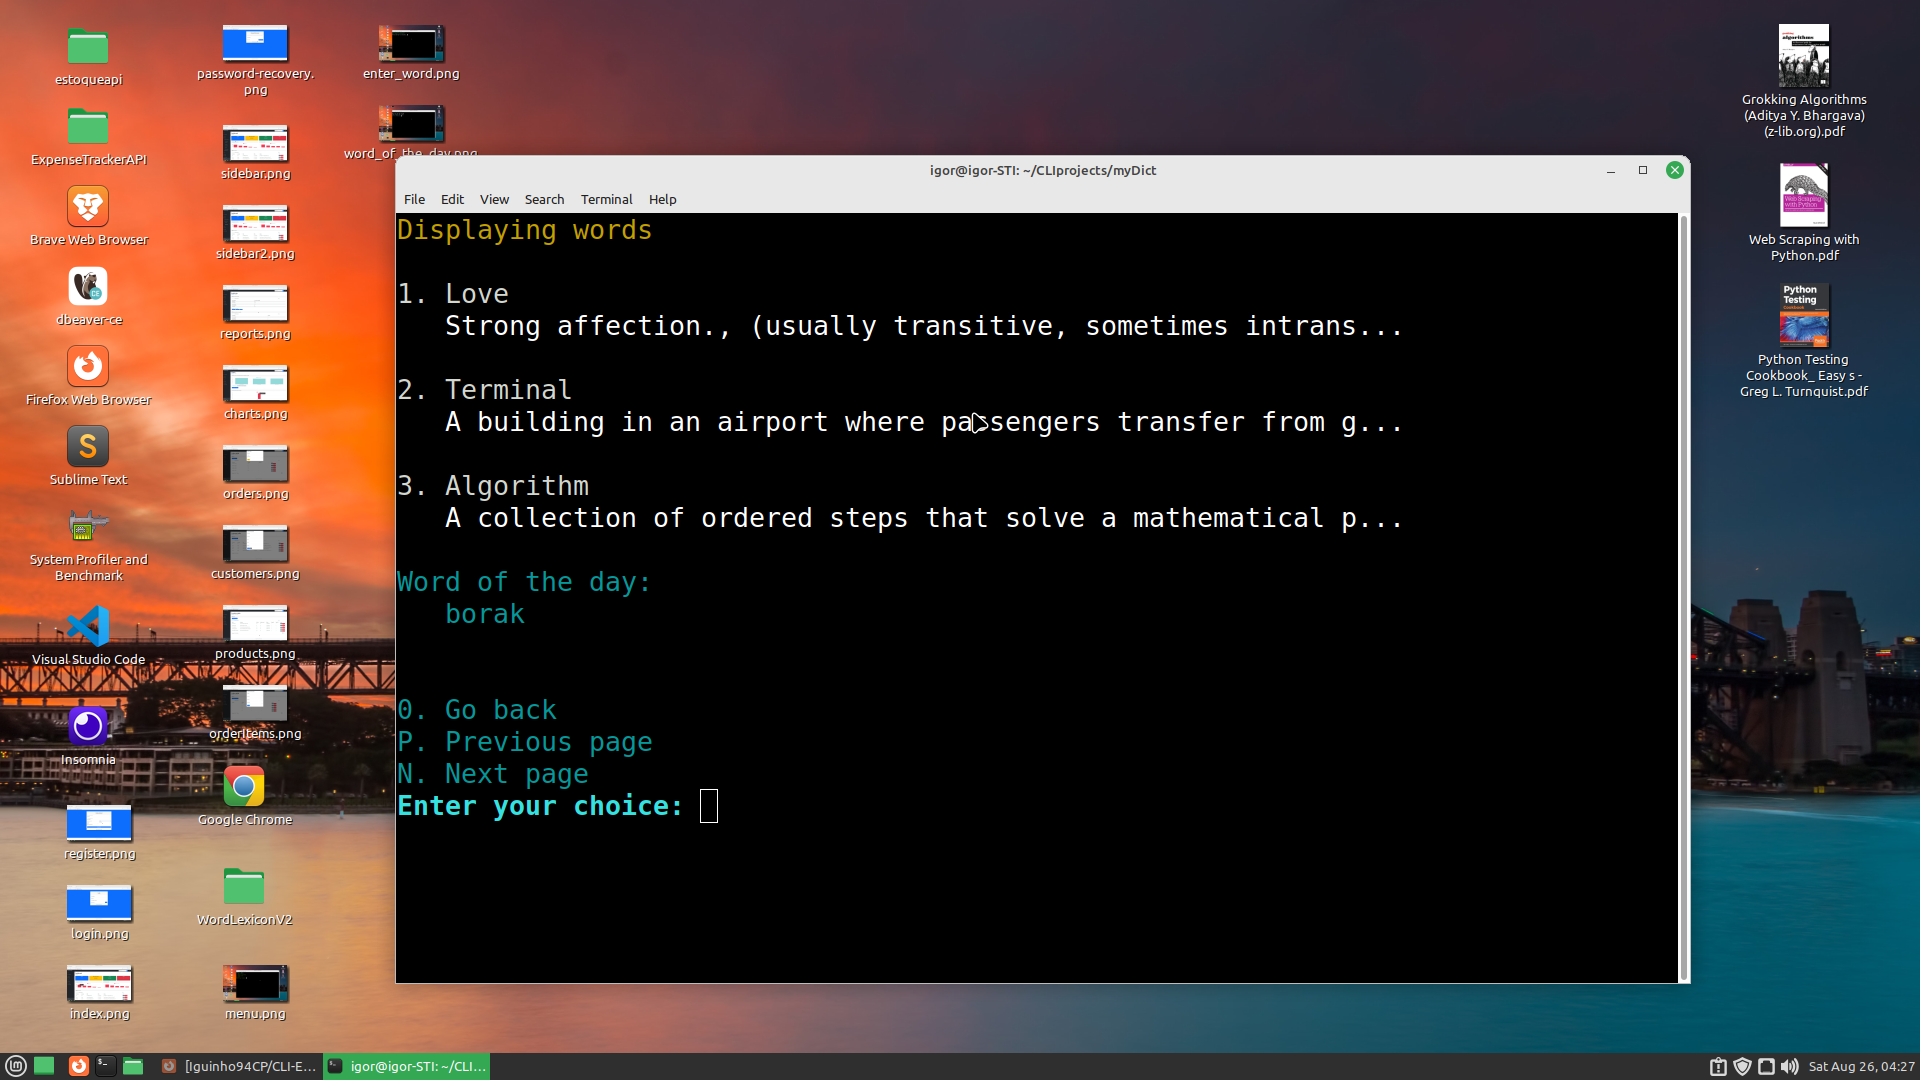 estoqueapi
ExpenseTrackerAPI
Brave Web Browser
dbeaver-ce
Firefox Web Browser
Sublime Text
System Profiler and
Benchmark
Visual Studio Code
Insomnia
register.png
login.png
index.png
password-recovery.
png
sidebar.png
sidebar2.png
reports.png
charts.png
orders.png
customers.png
products.png
orderitems.png
Google Chrome
WordLexiconV2
menu.png
enter_word.png
word_of_the_day.png
igor@igor-STI: ~/CLIprojects/myDict
File Edit View Search Terminal Help
Displaying words
1. Love
Strong affection., (usually transitive, sometimes intrans...
2. Terminal
A building in an airport where passengers transfer from g...
3. Algorithm
A collection of ordered steps that solve a mathematical p...
Word of the day:
borak
0. Go back
P. Previous page
N. Next page
Enter your choice:
Grokking Algorithms
(Aditya Y. Bhargava)
(z-lib.org).pdf
Web Scraping with
Python.pdf
Python
Testing
Python Testing
Cookbook_ Easy s -
Greg L. Turnquist.pdf
[Iguinho94CP/CLI-E...
igor@igor-STI: ~/CLI...
Sat Aug 26, 04:27